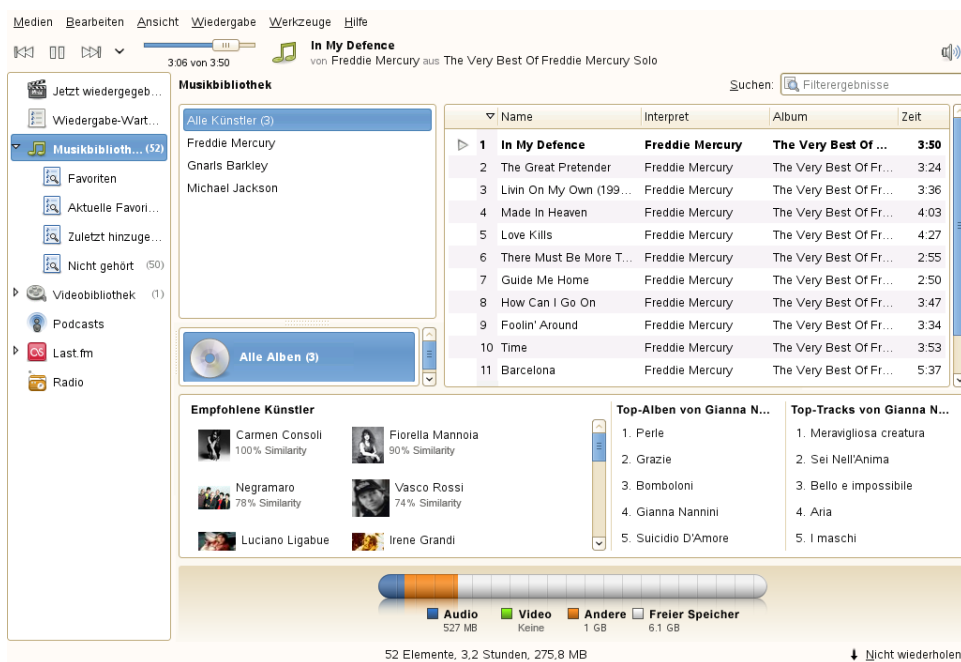 Medien Bearbeiten Ansicht Wiedergabe Werkzeuge Hilfe
3:06 von 3:50
In My Defence
von Freddie Mercury aus The Very Best Of Freddie Mercury Solo
Jetzt wiedergegeb...
Wiedergabe-Wart...
Musikbiblioth... (52)
Favoriten
Aktuelle Favori...
Zuletzt hinzuge...
Nicht gehört (50)
Videobibliothek (1)
Podcasts
Last.fm
Radio
Musikbibliothek
Suchen: Filterergebnisse
Alle Künstler (3)
Freddie Mercury
Gnarls Barkley
Michael Jackson
Alle Alben (3)
Name Interpret Album Zeit
1 In My Defence Freddie Mercury The Very Best Of ... 3:50
2 The Great Pretender Freddie Mercury The Very Best Of Fr... 3:24
3 Livin On My Own (199... Freddie Mercury The Very Best Of Fr... 3:36
4 Made In Heaven Freddie Mercury The Very Best Of Fr... 4:03
5 Love Kills Freddie Mercury The Very Best Of Fr... 4:27
6 There Must Be More T... Freddie Mercury The Very Best Of Fr... 2:55
7 Guide Me Home Freddie Mercury The Very Best Of Fr... 2:50
8 How Can I Go On Freddie Mercury The Very Best Of Fr... 3:47
9 Foolin' Around Freddie Mercury The Very Best Of Fr... 3:34
10 Time Freddie Mercury The Very Best Of Fr... 3:53
11 Barcelona Freddie Mercury The Very Best Of Fr... 5:37
Empfohlene Künstler
Carmen Consoli
100% Similarity
Fiorella Mannoia
90% Similarity
Negramaro
78% Similarity
Vasco Rossi
74% Similarity
Luciano Ligabue
Irene Grandi
Top-Alben von Gianna N...
1. Perle
2. Grazie
3. Bomboloni
4. Gianna Nannini
5. Suicidio D'Amore
Top-Tracks von Gianna N...
1. Meravigliosa creatura
2. Sei Nell'Anima
3. Bello e impossibile
4. Aria
5. I maschi
Audio
527 MB
Video
Keine
Andere
1 GB
Freier Speicher
6.1 GB
52 Elemente, 3,2 Stunden, 275,8 MB
Nicht wiederholen